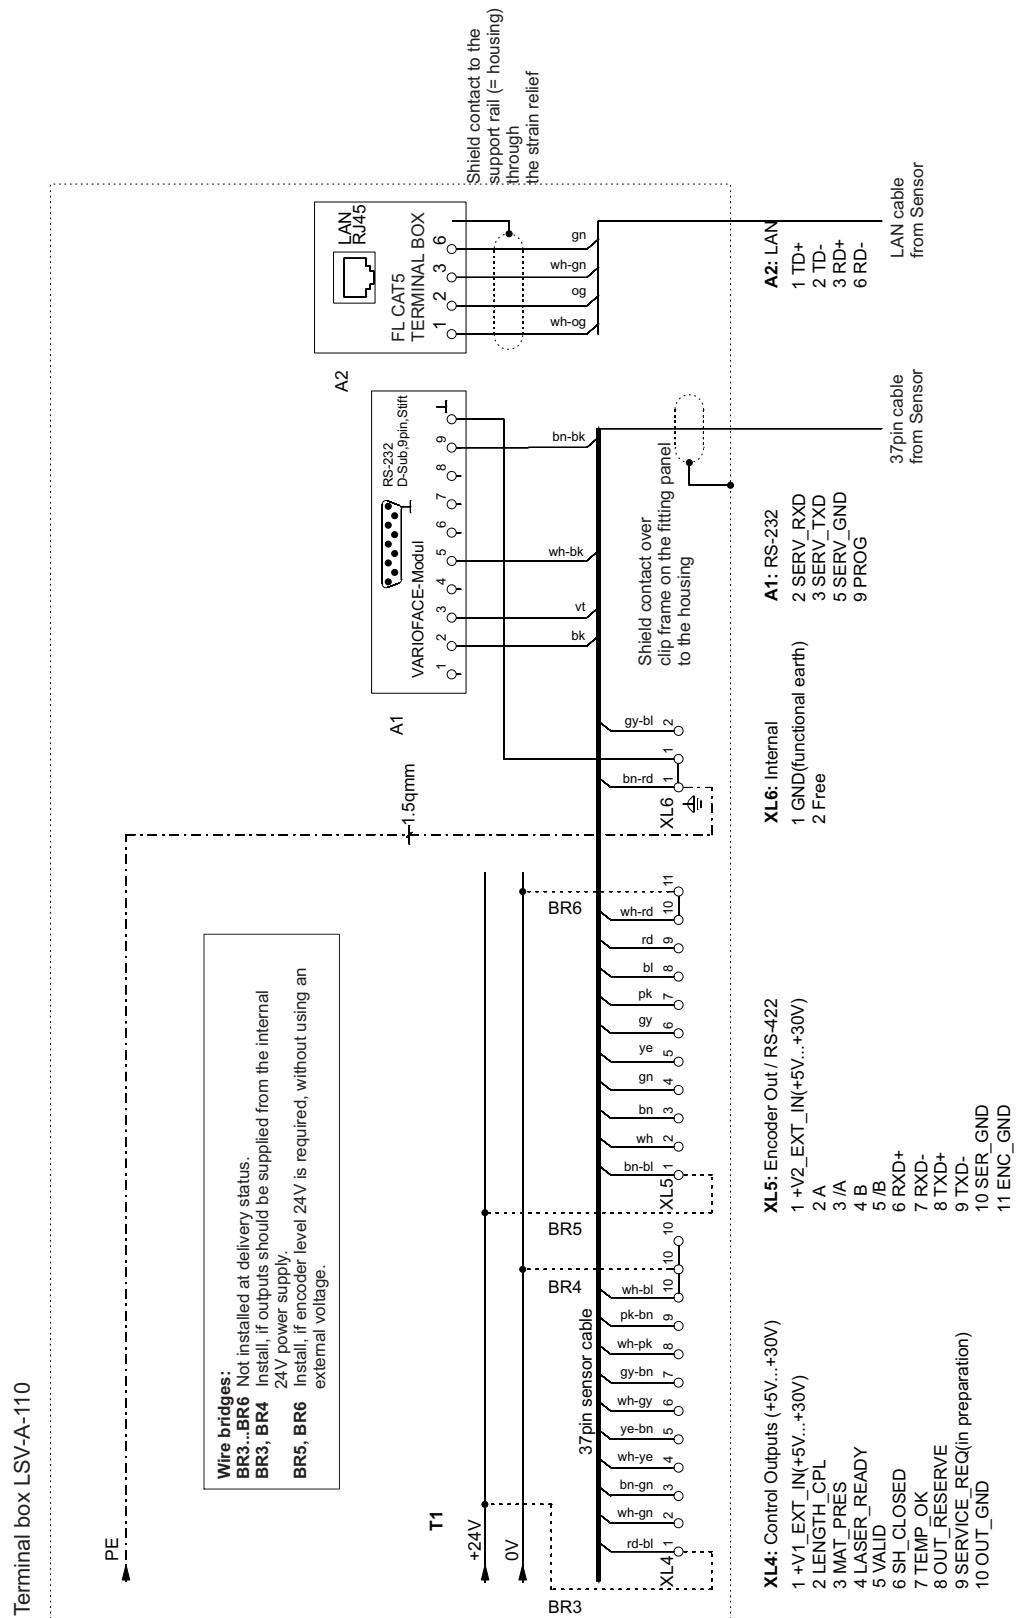 Terminal box LSV-A-110
PE
1.5qmm
Wire bridges:
BR3...BR6 Not installed at delivery status.
BR3, BR4 Install, if outputs should be supplied from the internal
24V power supply.
BR5, BR6 Install, if encoder level 24V is required, without using an
external voltage.
A2
LAN
RJ45
FL CAT5
TERMINAL BOX
1 2 3 6
wh-og
og
wh-gn
gn
Shield contact to the
support rail (= housing)
through
the strain relief
A1
RS-232
D-Sub,9pin,Stift
VARIOFACE-Modul
1 2 3 4 5 6 7 8 9
bk
vt
wh-bk
bn-bk
T1
+24V
0V
BR3
BR4
BR5
BR6
37pin sensor cable
XL4
rd-bl 1
wh-gn 2
bn-gn 3
wh-ye 4
ye-bn 5
wh-gy 6
gy-bn 7
wh-pk 8
pk-bn 9
wh-bl 10
10
10
XL5
bn-bl 1
wh 2
bn 3
gn 4
ye 5
gy 6
pk 7
bl 8
rd 9
wh-rd 10
11
XL6
bn-rd 1
1
gy-bl 2
Shield contact over
clip frame on the fitting panel
to the housing
XL4: Control Outputs (+5V...+30V)
1 +V1_EXT_IN(+5V...+30V)
2 LENGTH_CPL
3 MAT_PRES
4 LASER_READY
5 VALID
6 SH_CLOSED
7 TEMP_OK
8 OUT_RESERVE
9 SERVICE_REQ(in preparation)
10 OUT_GND
XL5: Encoder Out / RS-422
1 +V2_EXT_IN(+5V...+30V)
2 A
3 /A
4 B
5 /B
6 RXD+
7 RXD-
8 TXD+
9 TXD-
10 SER_GND
11 ENC_GND
XL6: Internal
1 GND(functional earth)
2 Free
A1: RS-232
2 SERV_RXD
3 SERV_TXD
5 SERV_GND
9 PROG
37pin cable
from Sensor
A2: LAN
1 TD+
2 TD-
3 RD+
6 RD-
LAN cable
from Sensor